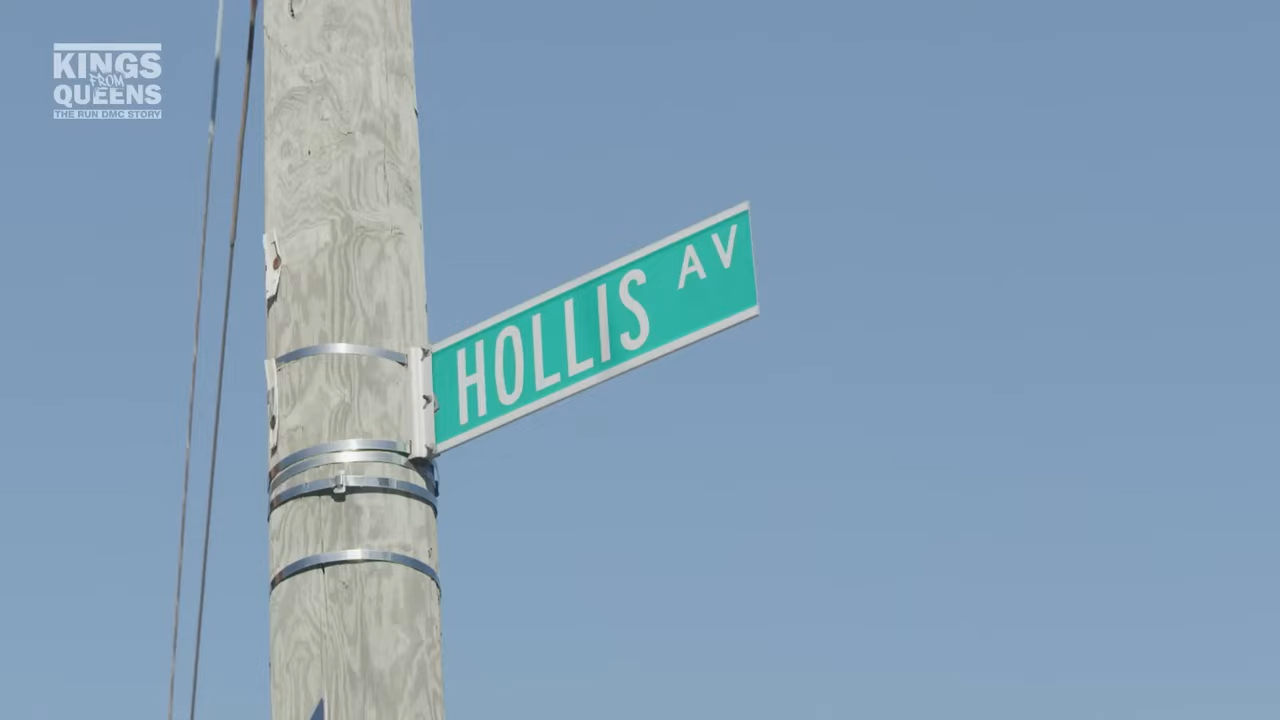 KINGS
FROM
QUEENS
THE RUN DMC STORY
HOLLIS AV